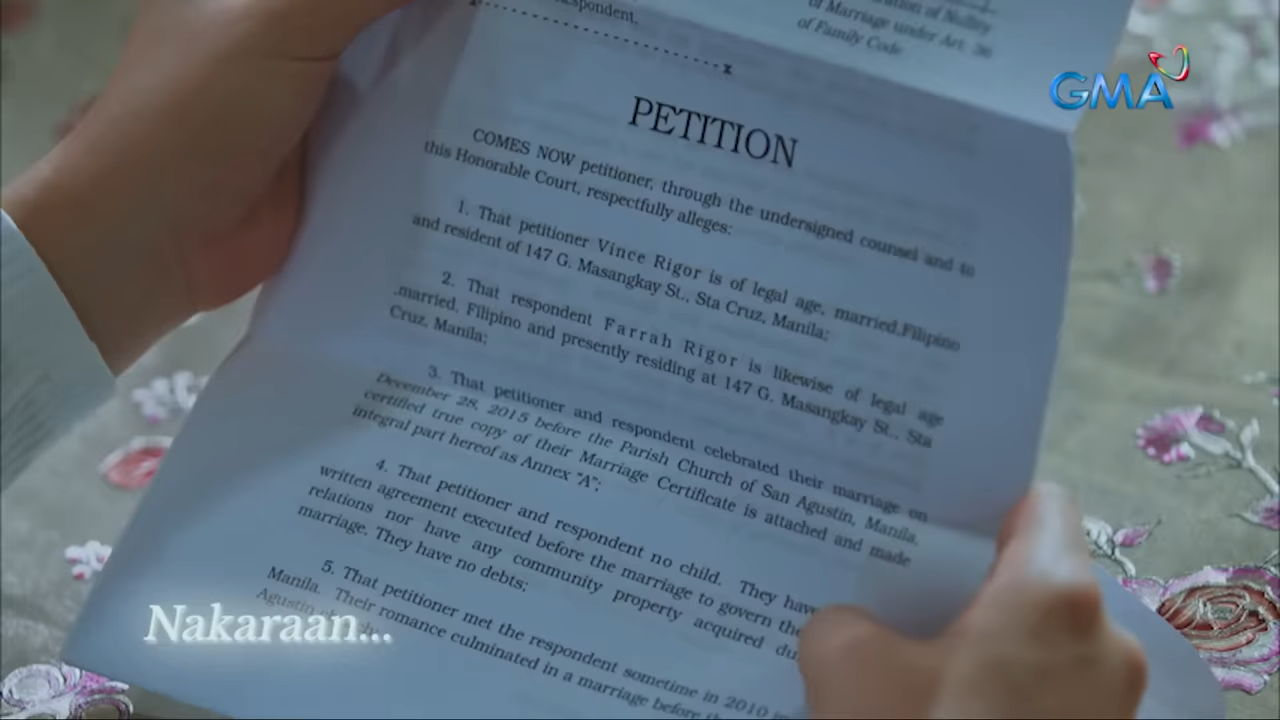 spondent,
of Nullity
of Marriage under Art. 36
of Family Code
x
GMA
PETITION
COMES NOW petitioner, through the undersigned counsel and to
this Honorable Court, respectfully alleges:
1. That petitioner Vince Rigor is of legal age, married,Filipino
and resident of 147 G. Masangkay St., Sta Cruz, Manila;
2. That respondent Farrah Rigor is likewise of legal age
,married, Filipino and presently residing at 147 G. Masangkay St., Sta
Cruz, Manila;
3. That petitioner and respondent celebrated their marriage on
December 28, 2015 before the Parish Church of San Agustin, Manila.
certified true copy of their Marriage Certificate is attached and made
integral part hereof as Annex "A";
4. That petitioner and respondent no child. They have
written agreement executed before the marriage to govern the
relations nor have any community property acquired du
marriage. They have no debts;
5. That petitioner met the respondent sometime in 2010 in
Manila. Their romance culminated in a marriage before the
Agustin
Nakaraan...